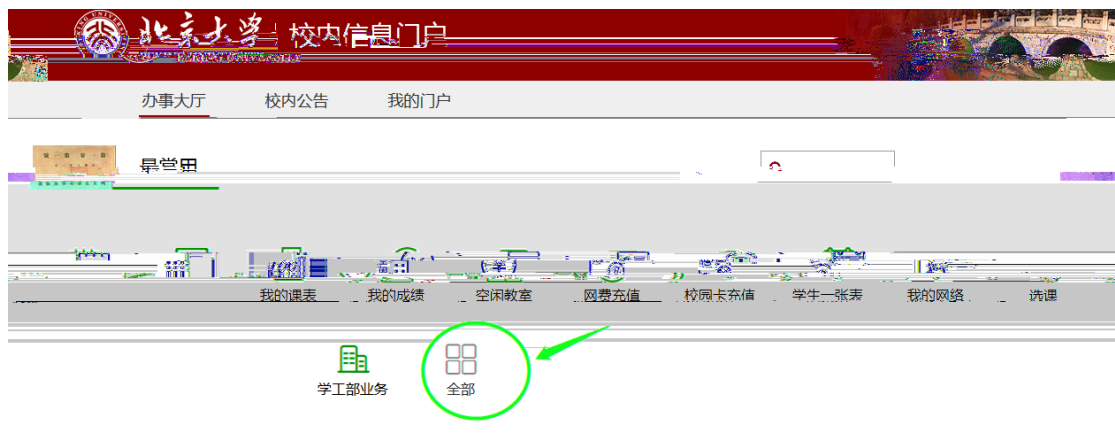 北京大学 校内信息门户
办事大厅 校内公告 我的门户
最常用
我的课表 我的成绩 空闲教室 网费充值 校园卡充值 学生一张表 我的网络 选课
学工部业务 全部